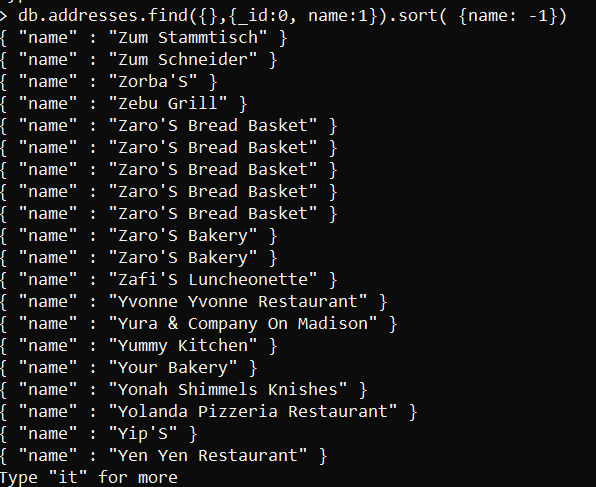 > db.addresses.find({},{_id:0, name:1}).sort( {name: -1})
{ "name" : "Zum Stammtisch" }
{ "name" : "Zum Schneider" }
{ "name" : "Zorba'S" }
{ "name" : "Zebu Grill" }
{ "name" : "Zaro'S Bread Basket" }
{ "name" : "Zaro'S Bread Basket" }
{ "name" : "Zaro'S Bread Basket" }
{ "name" : "Zaro'S Bread Basket" }
{ "name" : "Zaro'S Bread Basket" }
{ "name" : "Zaro'S Bakery" }
{ "name" : "Zaro'S Bakery" }
{ "name" : "Zafi'S Luncheonette" }
{ "name" : "Yvonne Yvonne Restaurant" }
{ "name" : "Yura & Company On Madison" }
{ "name" : "Yummy Kitchen" }
{ "name" : "Your Bakery" }
{ "name" : "Yonah Shimmels Knishes" }
{ "name" : "Yolanda Pizzeria Restaurant" }
{ "name" : "Yip'S" }
{ "name" : "Yen Yen Restaurant" }
Type "it" for more